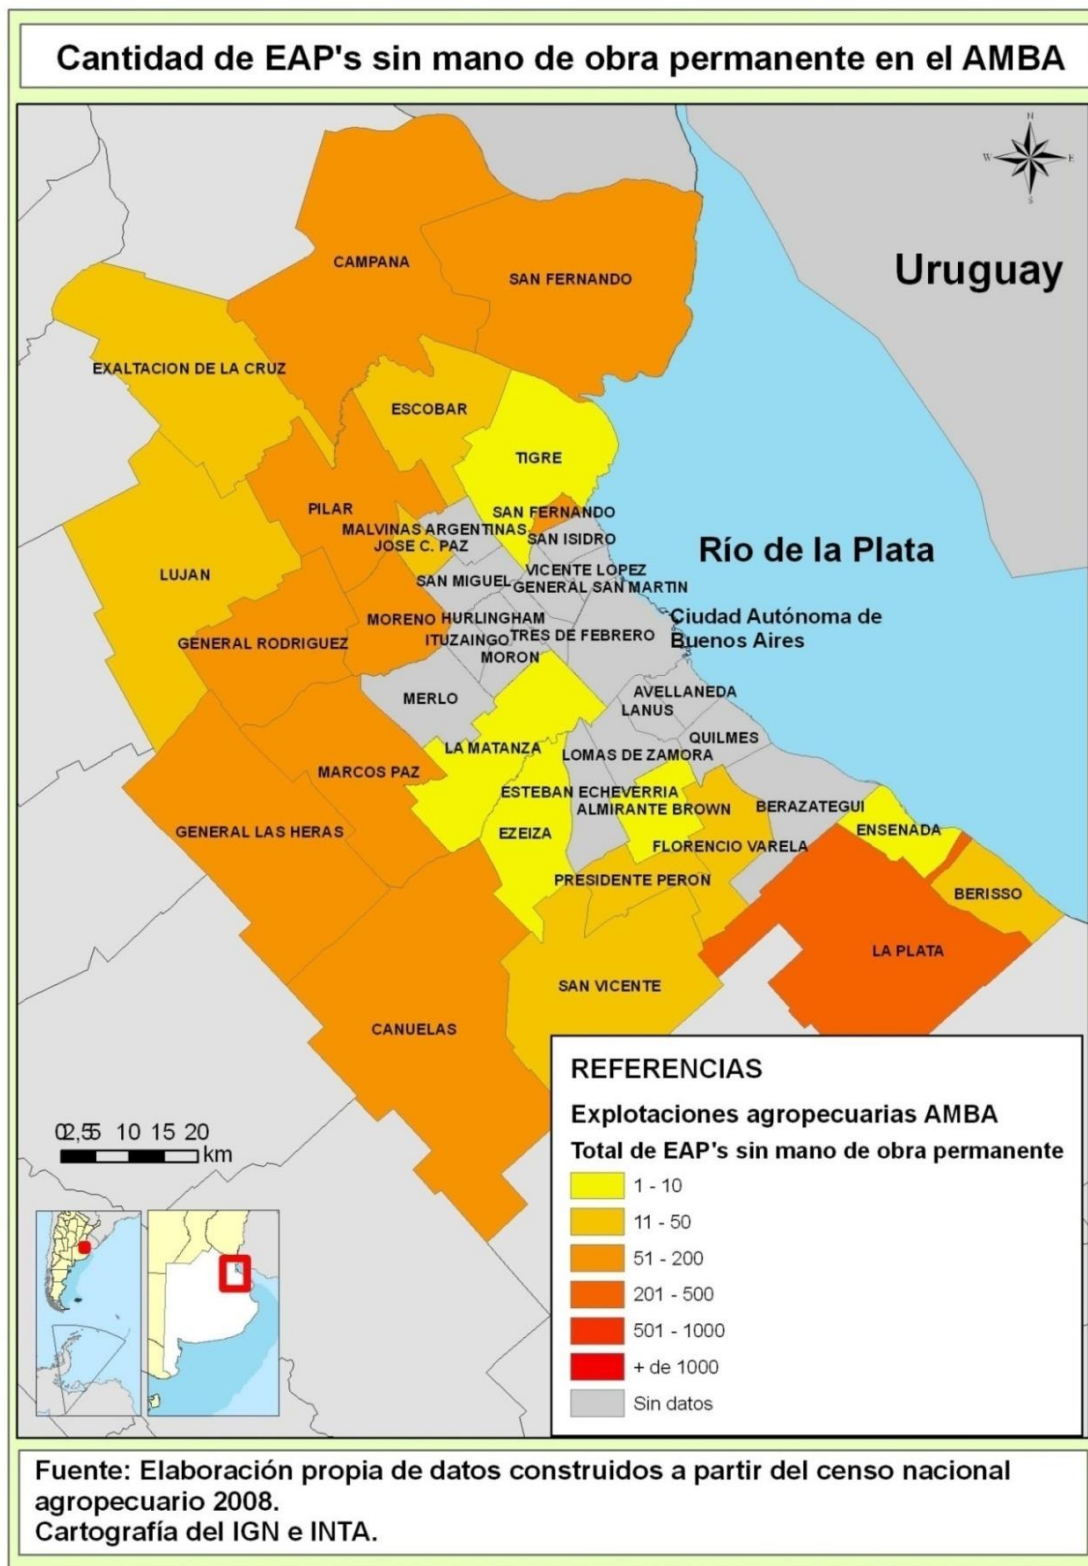 Cantidad de EAP's sin mano de obra permanente en el AMBA
N
W
E
S
Uruguay
CAMPANA
SAN FERNANDO
EXALTACION DE LA CRUZ
ESCOBAR
TIGRE
PILAR
SAN FERNANDO
MALVINAS ARGENTINAS
SAN ISIDRO
JOSE C. PAZ
Río de la Plata
LUJAN
VICENTE LOPEZ
SAN MIGUEL
GENERAL SAN MARTIN
MORENO
HURLINGHAM
Ciudad Autónoma de
Buenos Aires
GENERAL RODRIGUEZ
ITUZAINGO
TRES DE FEBRERO
MORON
MERLO
AVELLANEDA
LANUS
QUILMES
LA MATANZA
LOMAS DE ZAMORA
MARCOS PAZ
ESTEBAN ECHEVERRIA
ALMIRANTE BROWN
BERAZATEGUI
GENERAL LAS HERAS
EZEIZA
ENSENADA
FLORENCIO VARELA
PRESIDENTE PERON
BERISSO
LA PLATA
SAN VICENTE
CANUELAS
0 2,5 5 10 15 20
km
REFERENCIAS
Explotaciones agropecuarias AMBA
Total de EAP's sin mano de obra permanente
1 - 10
11 - 50
51 - 200
201 - 500
501 - 1000
+ de 1000
Sin datos
Fuente: Elaboración propia de datos construidos a partir del censo nacional
agropecuario 2008.
Cartografía del IGN e INTA.